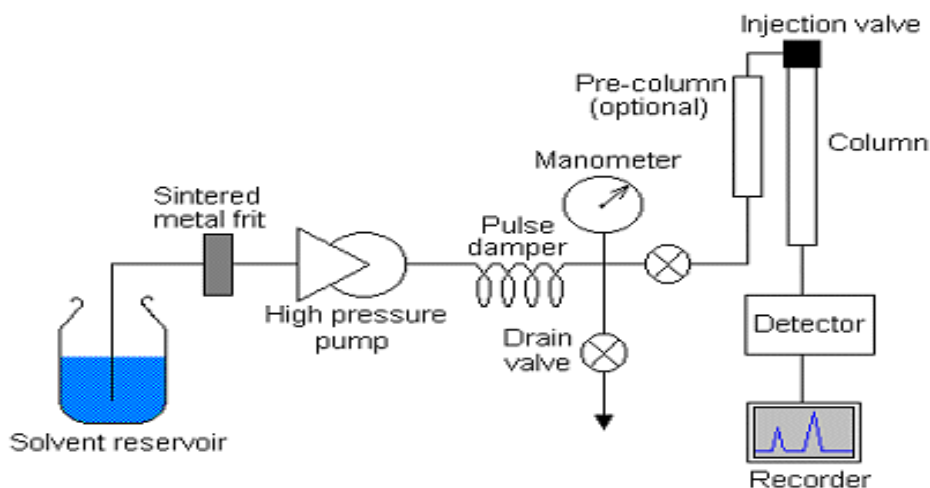 Injection valve
Pre-column
(optional)
Column
Manometer
Sintered
metal frit
Pulse
damper
High pressure
pump
Drain
valve
Detector
Solvent reservoir
Recorder